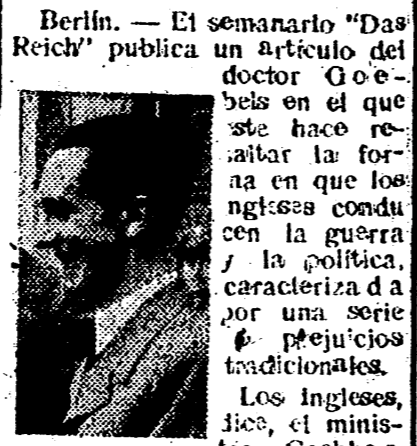 Berlín. — El semanario "Das
Reich" publica un artículo del
doctor Goe-
bels en el que
éste hace re-
saltar la for-
ma en que los
ingleses condu
cen la guerra
y la política,
caracterizada
por una serie
de prejuicios
tradicionales.
Los ingleses,
dice, el minis-